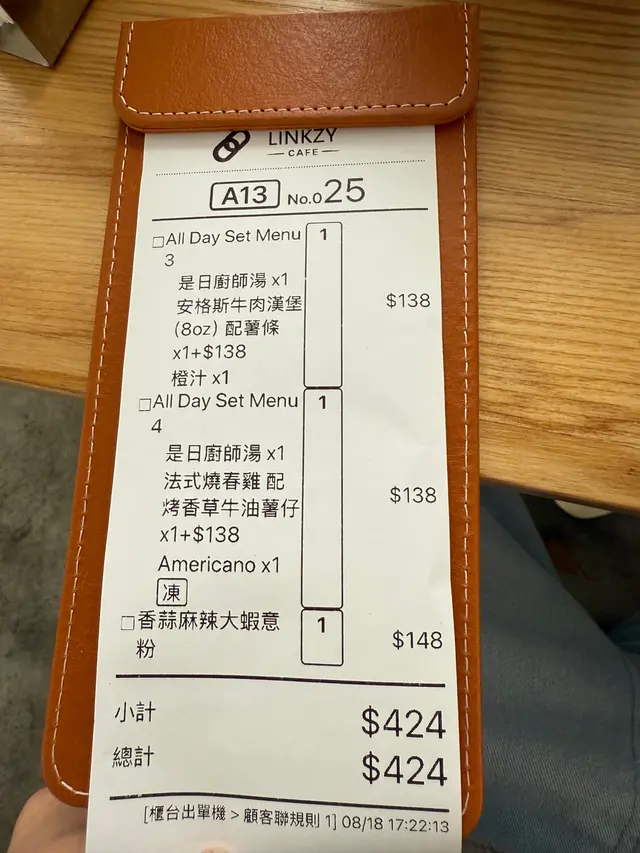 LINKZY
CAFE
A13 No.025
All Day Set Menu 1
3
是日廚師湯 x1
安格斯牛肉漢堡 $138
(8oz) 配薯條
x1+$138
橙汁 x1
All Day Set Menu 1
4
是日廚師湯 x1
法式燒春雞 配
烤香草牛油薯仔 $138
x1+$138
Americano x1
凍
香蒜麻辣大蝦意 1
粉 $148
小計 $424
總計 $424
[櫃台出單機 > 顧客聯規則 1] 08/18 17:22:13